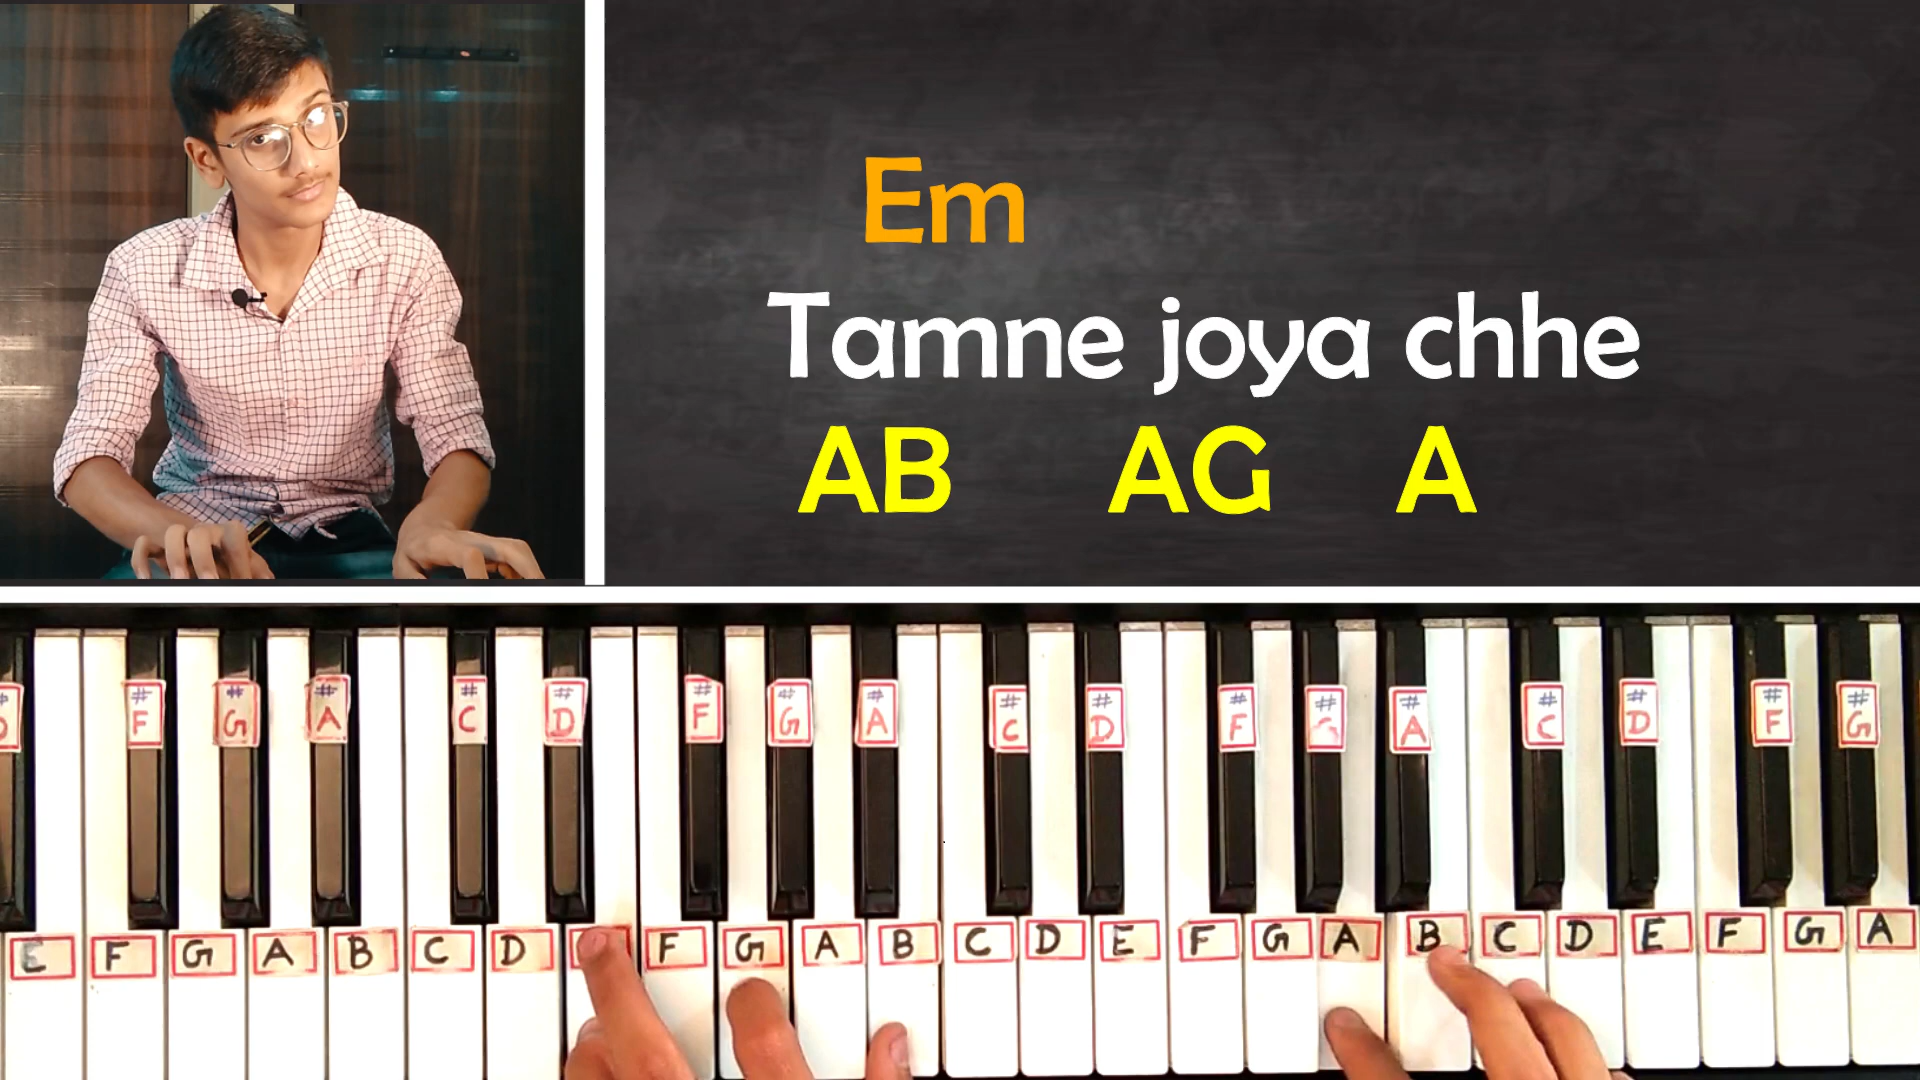 Em
Tamne joya chhe
AB AG A
# # # # # # # # # # # # # # # # # #
D F G A C D F G A C D F G A C D F G
E F G A B C D F G A B C D E F G A B C D E F G A